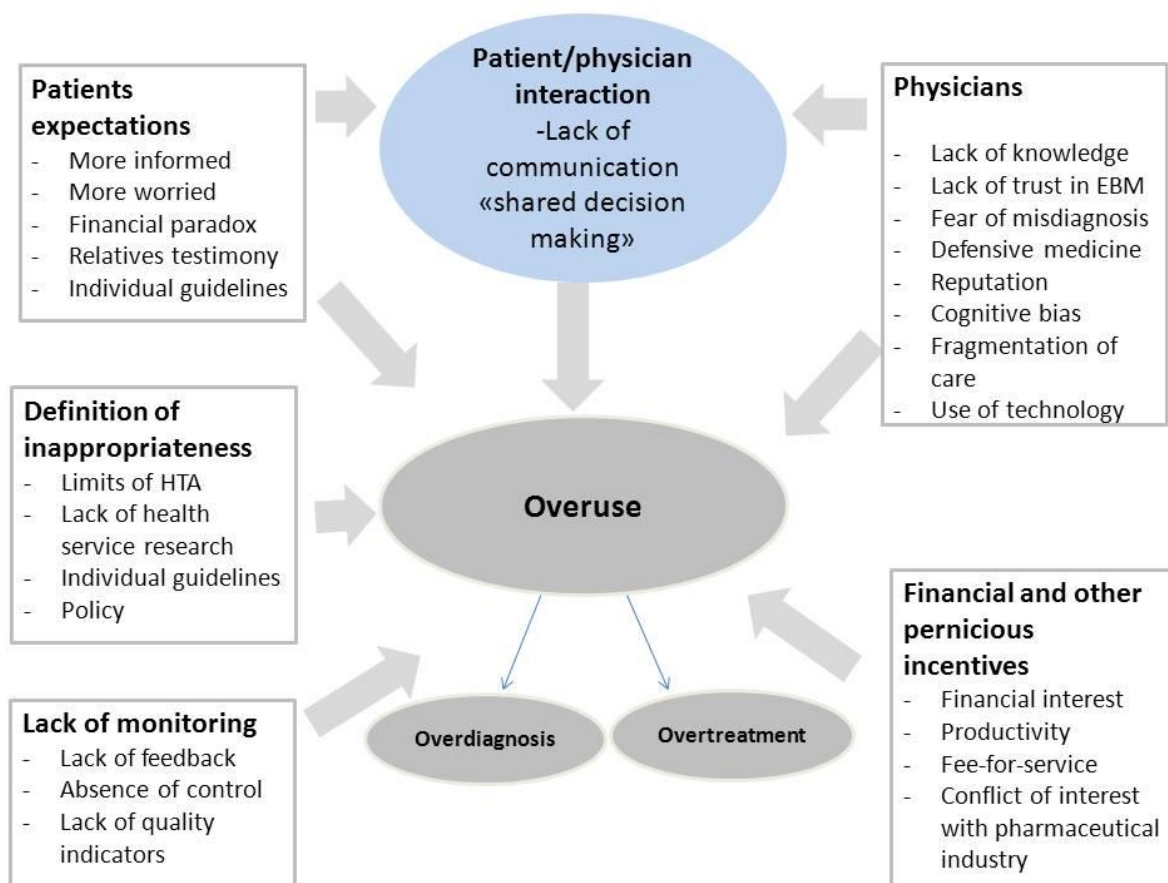 Patient/physician
interaction
-Lack of
communication
«shared decision
making»
Patients
expectations
- More informed
- More worried
- Financial paradox
- Relatives testimony
- Individual guidelines
Physicians
- Lack of knowledge
- Lack of trust in EBM
- Fear of misdiagnosis
- Defensive medicine
- Reputation
- Cognitive bias
- Fragmentation of
care
- Use of technology
Definition of
inappropriateness
- Limits of HTA
- Lack of health
service research
- Individual guidelines
- Policy
Overuse
Financial and other
pernicious
incentives
- Financial interest
- Productivity
- Fee-for-service
- Conflict of interest
with pharmaceutical
industry
Lack of monitoring
- Lack of feedback
- Absence of control
- Lack of quality
indicators
Overdiagnosis
Overtreatment